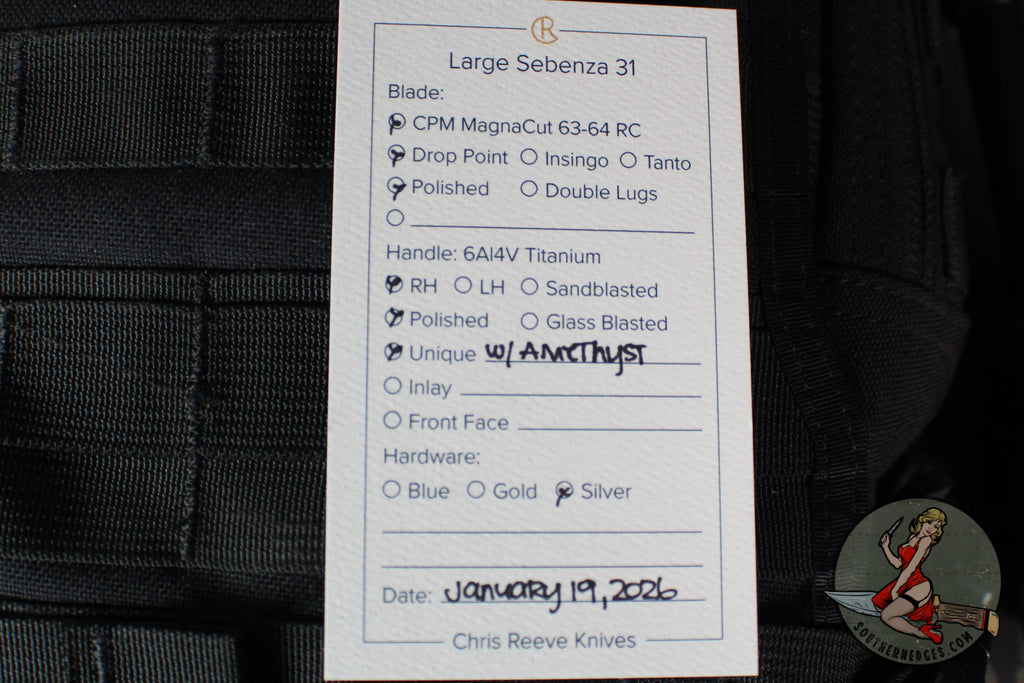 CR
Large Sebenza 31
Blade:
CPM MagnaCut 63-64 RC
Drop Point Insingo Tanto
Polished Double Lugs
Handle: 6Al4V Titanium
RH LH Sandblasted
Polished Glass Blasted
Unique w/ AMETHYST
Inlay
Front Face
Hardware:
Blue Gold Silver
Date: January 19, 2026
Chris Reeve Knives
SOUTHERNEDGES.COM